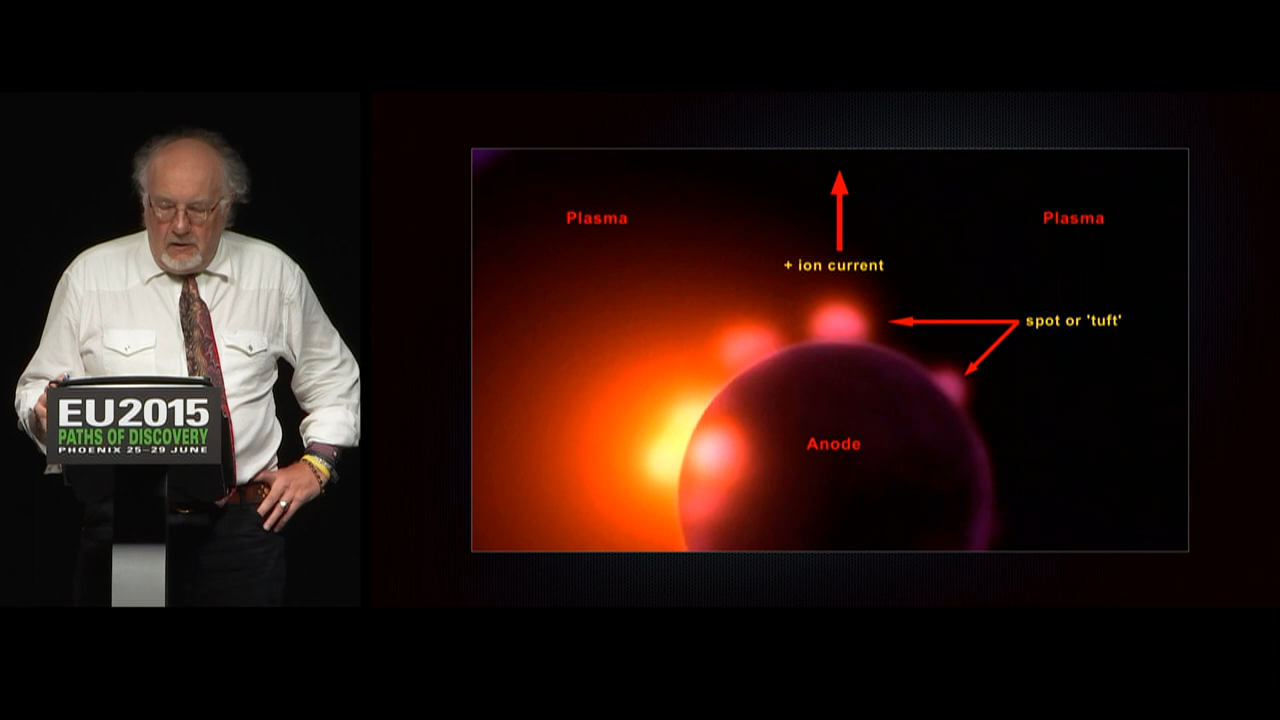 EU2015
PATHS OF DISCOVERY
PHOENIX 25–29 JUNE
Plasma
Plasma
+ ion current
spot or 'tuft'
Anode